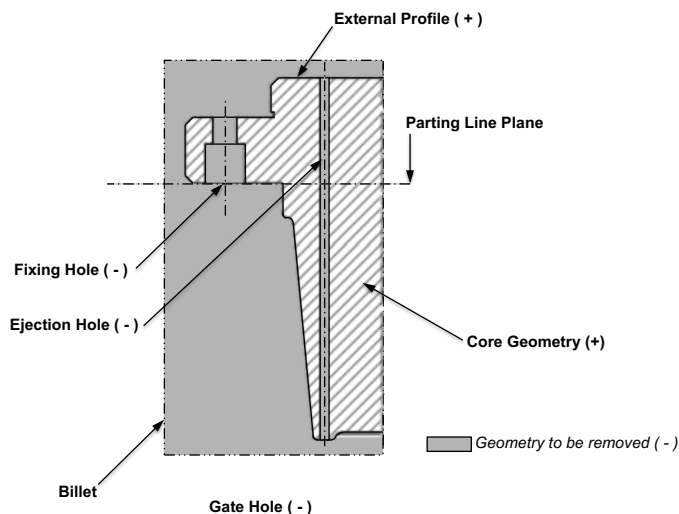 External Profile ( + )
Parting Line Plane
Fixing Hole ( - )
Ejection Hole ( - )
Core Geometry (+)
Geometry to be removed ( - )
Billet
Gate Hole ( - )